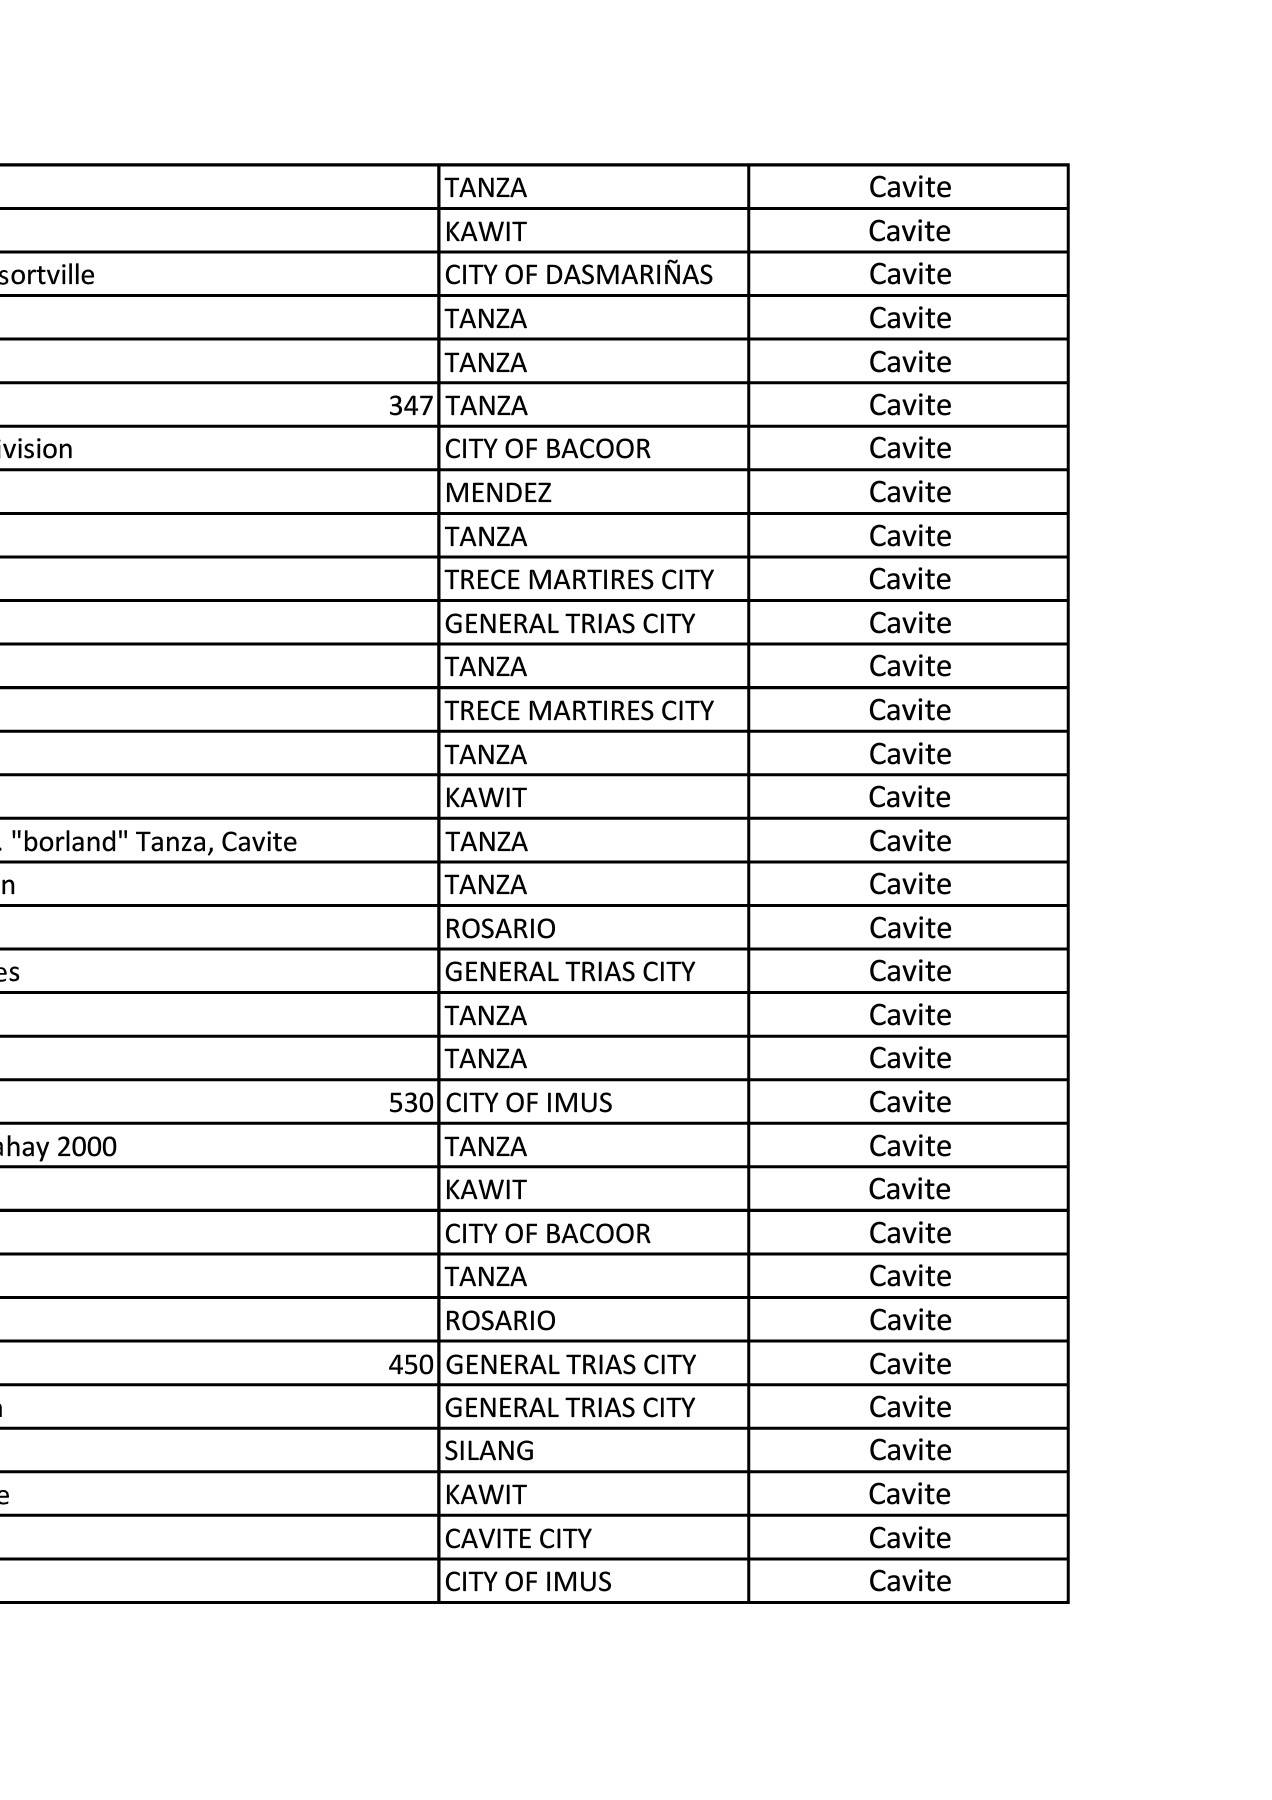 TANZA Cavite
KAWIT Cavite
sortville CITY OF DASMARIÑAS Cavite
TANZA Cavite
TANZA Cavite
347 TANZA Cavite
ivision CITY OF BACOOR Cavite
MENDEZ Cavite
TANZA Cavite
TRECE MARTIRES CITY Cavite
GENERAL TRIAS CITY Cavite
TANZA Cavite
TRECE MARTIRES CITY Cavite
TANZA Cavite
KAWIT Cavite
. "borland" Tanza, Cavite TANZA Cavite
n TANZA Cavite
ROSARIO Cavite
es GENERAL TRIAS CITY Cavite
TANZA Cavite
TANZA Cavite
530 CITY OF IMUS Cavite
ahay 2000 TANZA Cavite
KAWIT Cavite
CITY OF BACOOR Cavite
TANZA Cavite
ROSARIO Cavite
450 GENERAL TRIAS CITY Cavite
GENERAL TRIAS CITY Cavite
SILANG Cavite
e KAWIT Cavite
CAVITE CITY Cavite
CITY OF IMUS Cavite